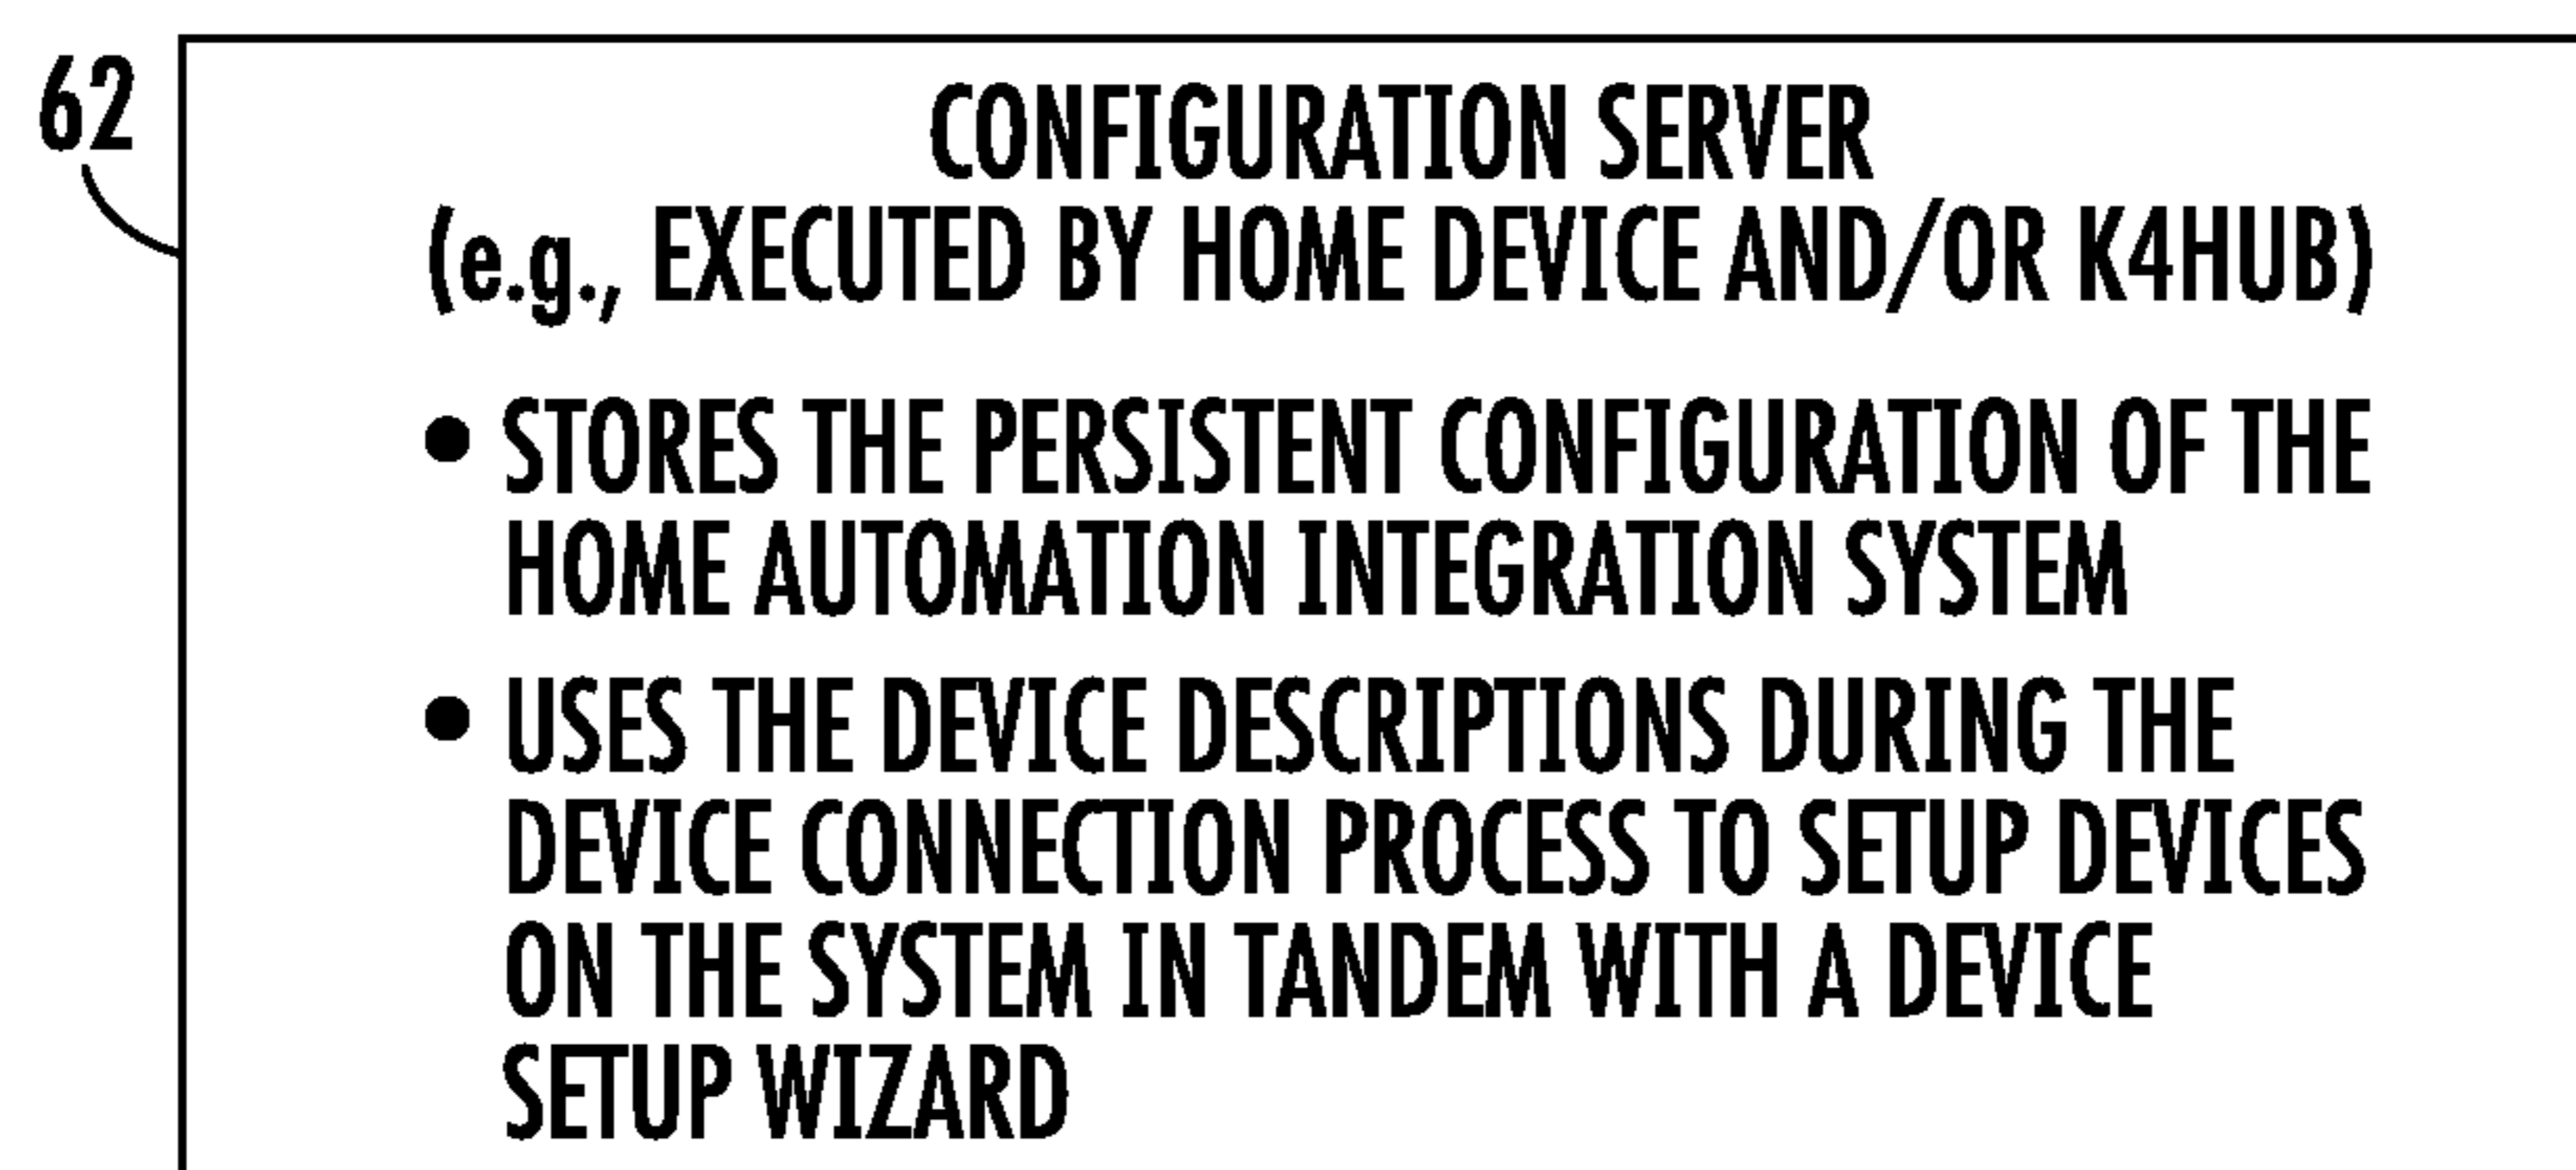 62
CONFIGURATION SERVER
(e.g., EXECUTED BY HOME DEVICE AND/OR K4HUB)
• STORES THE PERSISTENT CONFIGURATION OF THE
HOME AUTOMATION INTEGRATION SYSTEM
• USES THE DEVICE DESCRIPTIONS DURING THE
DEVICE CONNECTION PROCESS TO SETUP DEVICES
ON THE SYSTEM IN TANDEM WITH A DEVICE
SETUP WIZARD